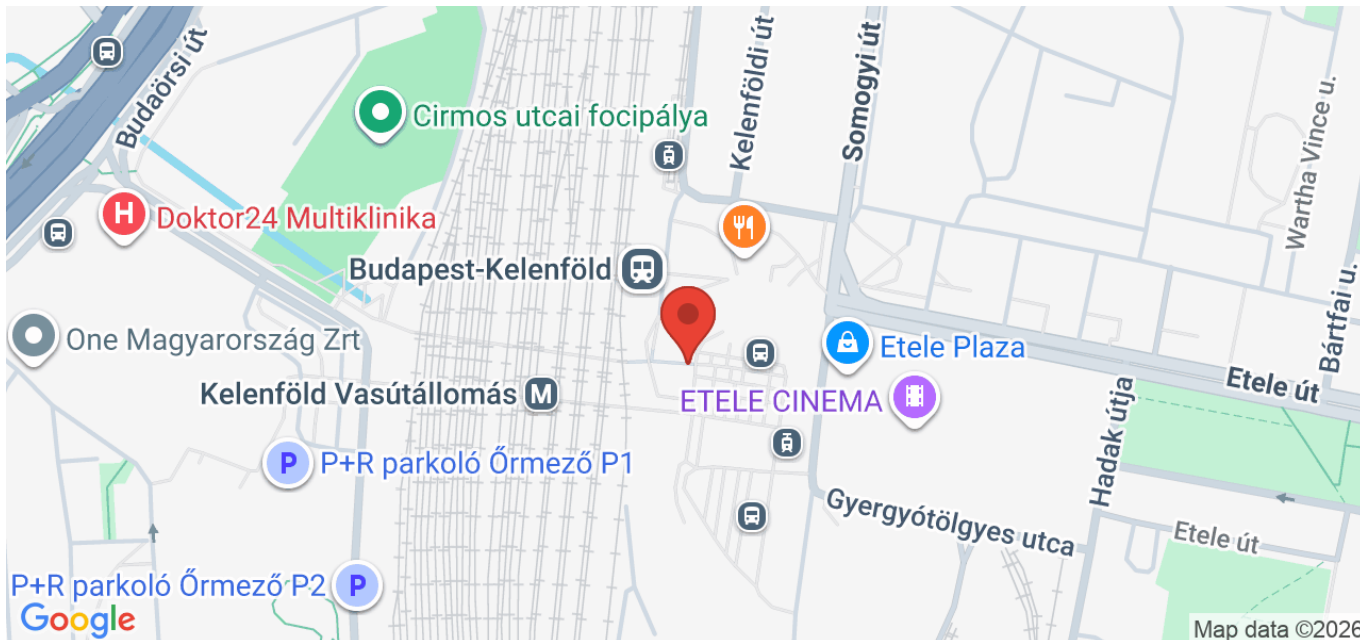 Budaörsi út
Kelenföldi út
Somogyi út
Wartha Vince u.
Cirmos utcai focipálya
H
Doktor24 Multiklinika
Budapest-Kelenföld
Bártfai u.
One Magyarország Zrt
Etele Plaza
Kelenföld Vasútállomás
M
ETELE CINEMA
Etele út
Hadak útja
P
P+R parkoló Őrmező P1
Gyergyótölgyes utca
Etele út
P+R parkoló Őrmező P2
P
Google
Map data ©2026